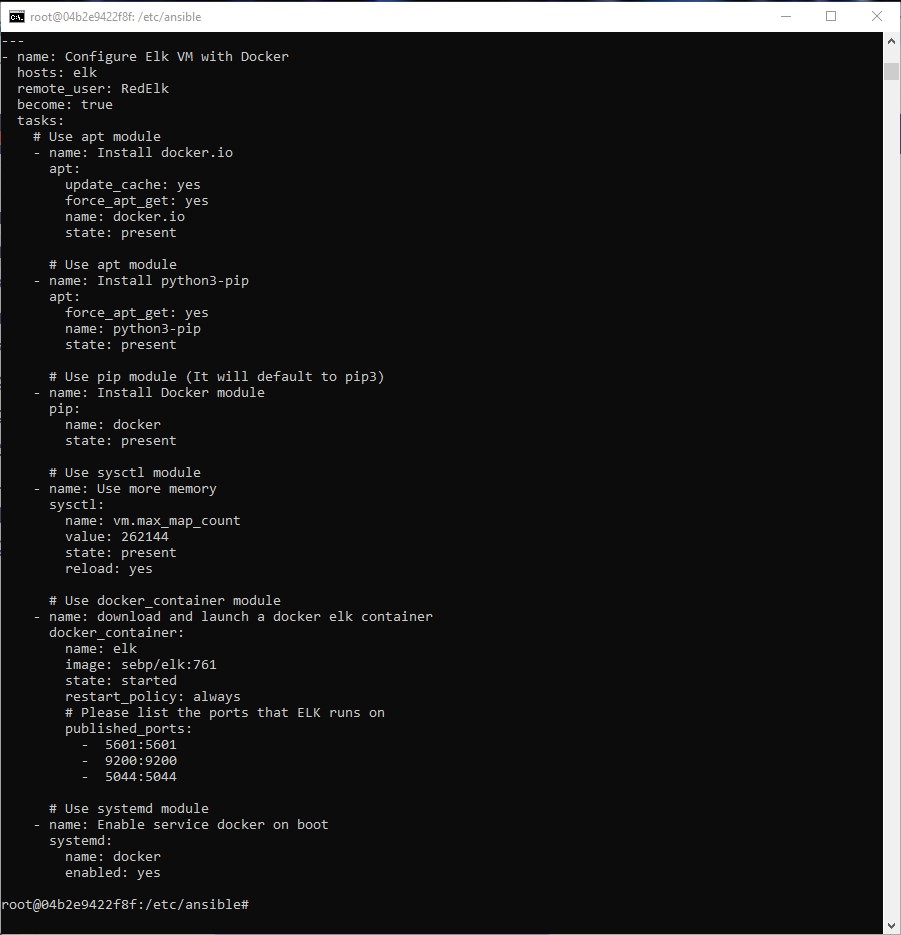 root@04b2e9422f8f: /etc/ansible
---
- name: Configure Elk VM with Docker
  hosts: elk
  remote_user: RedElk
  become: true
  tasks:
    # Use apt module
    - name: Install docker.io
      apt:
        update_cache: yes
        force_apt_get: yes
        name: docker.io
        state: present

      # Use apt module
    - name: Install python3-pip
      apt:
        force_apt_get: yes
        name: python3-pip
        state: present

      # Use pip module (It will default to pip3)
    - name: Install Docker module
      pip:
        name: docker
        state: present

      # Use sysctl module
    - name: Use more memory
      sysctl:
        name: vm.max_map_count
        value: 262144
        state: present
        reload: yes

      # Use docker_container module
    - name: download and launch a docker elk container
      docker_container:
        name: elk
        image: sebp/elk:761
        state: started
        restart_policy: always
        # Please list the ports that ELK runs on
        published_ports:
          -  5601:5601
          -  9200:9200
          -  5044:5044

      # Use systemd module
    - name: Enable service docker on boot
      systemd:
        name: docker
        enabled: yes

root@04b2e9422f8f:/etc/ansible#